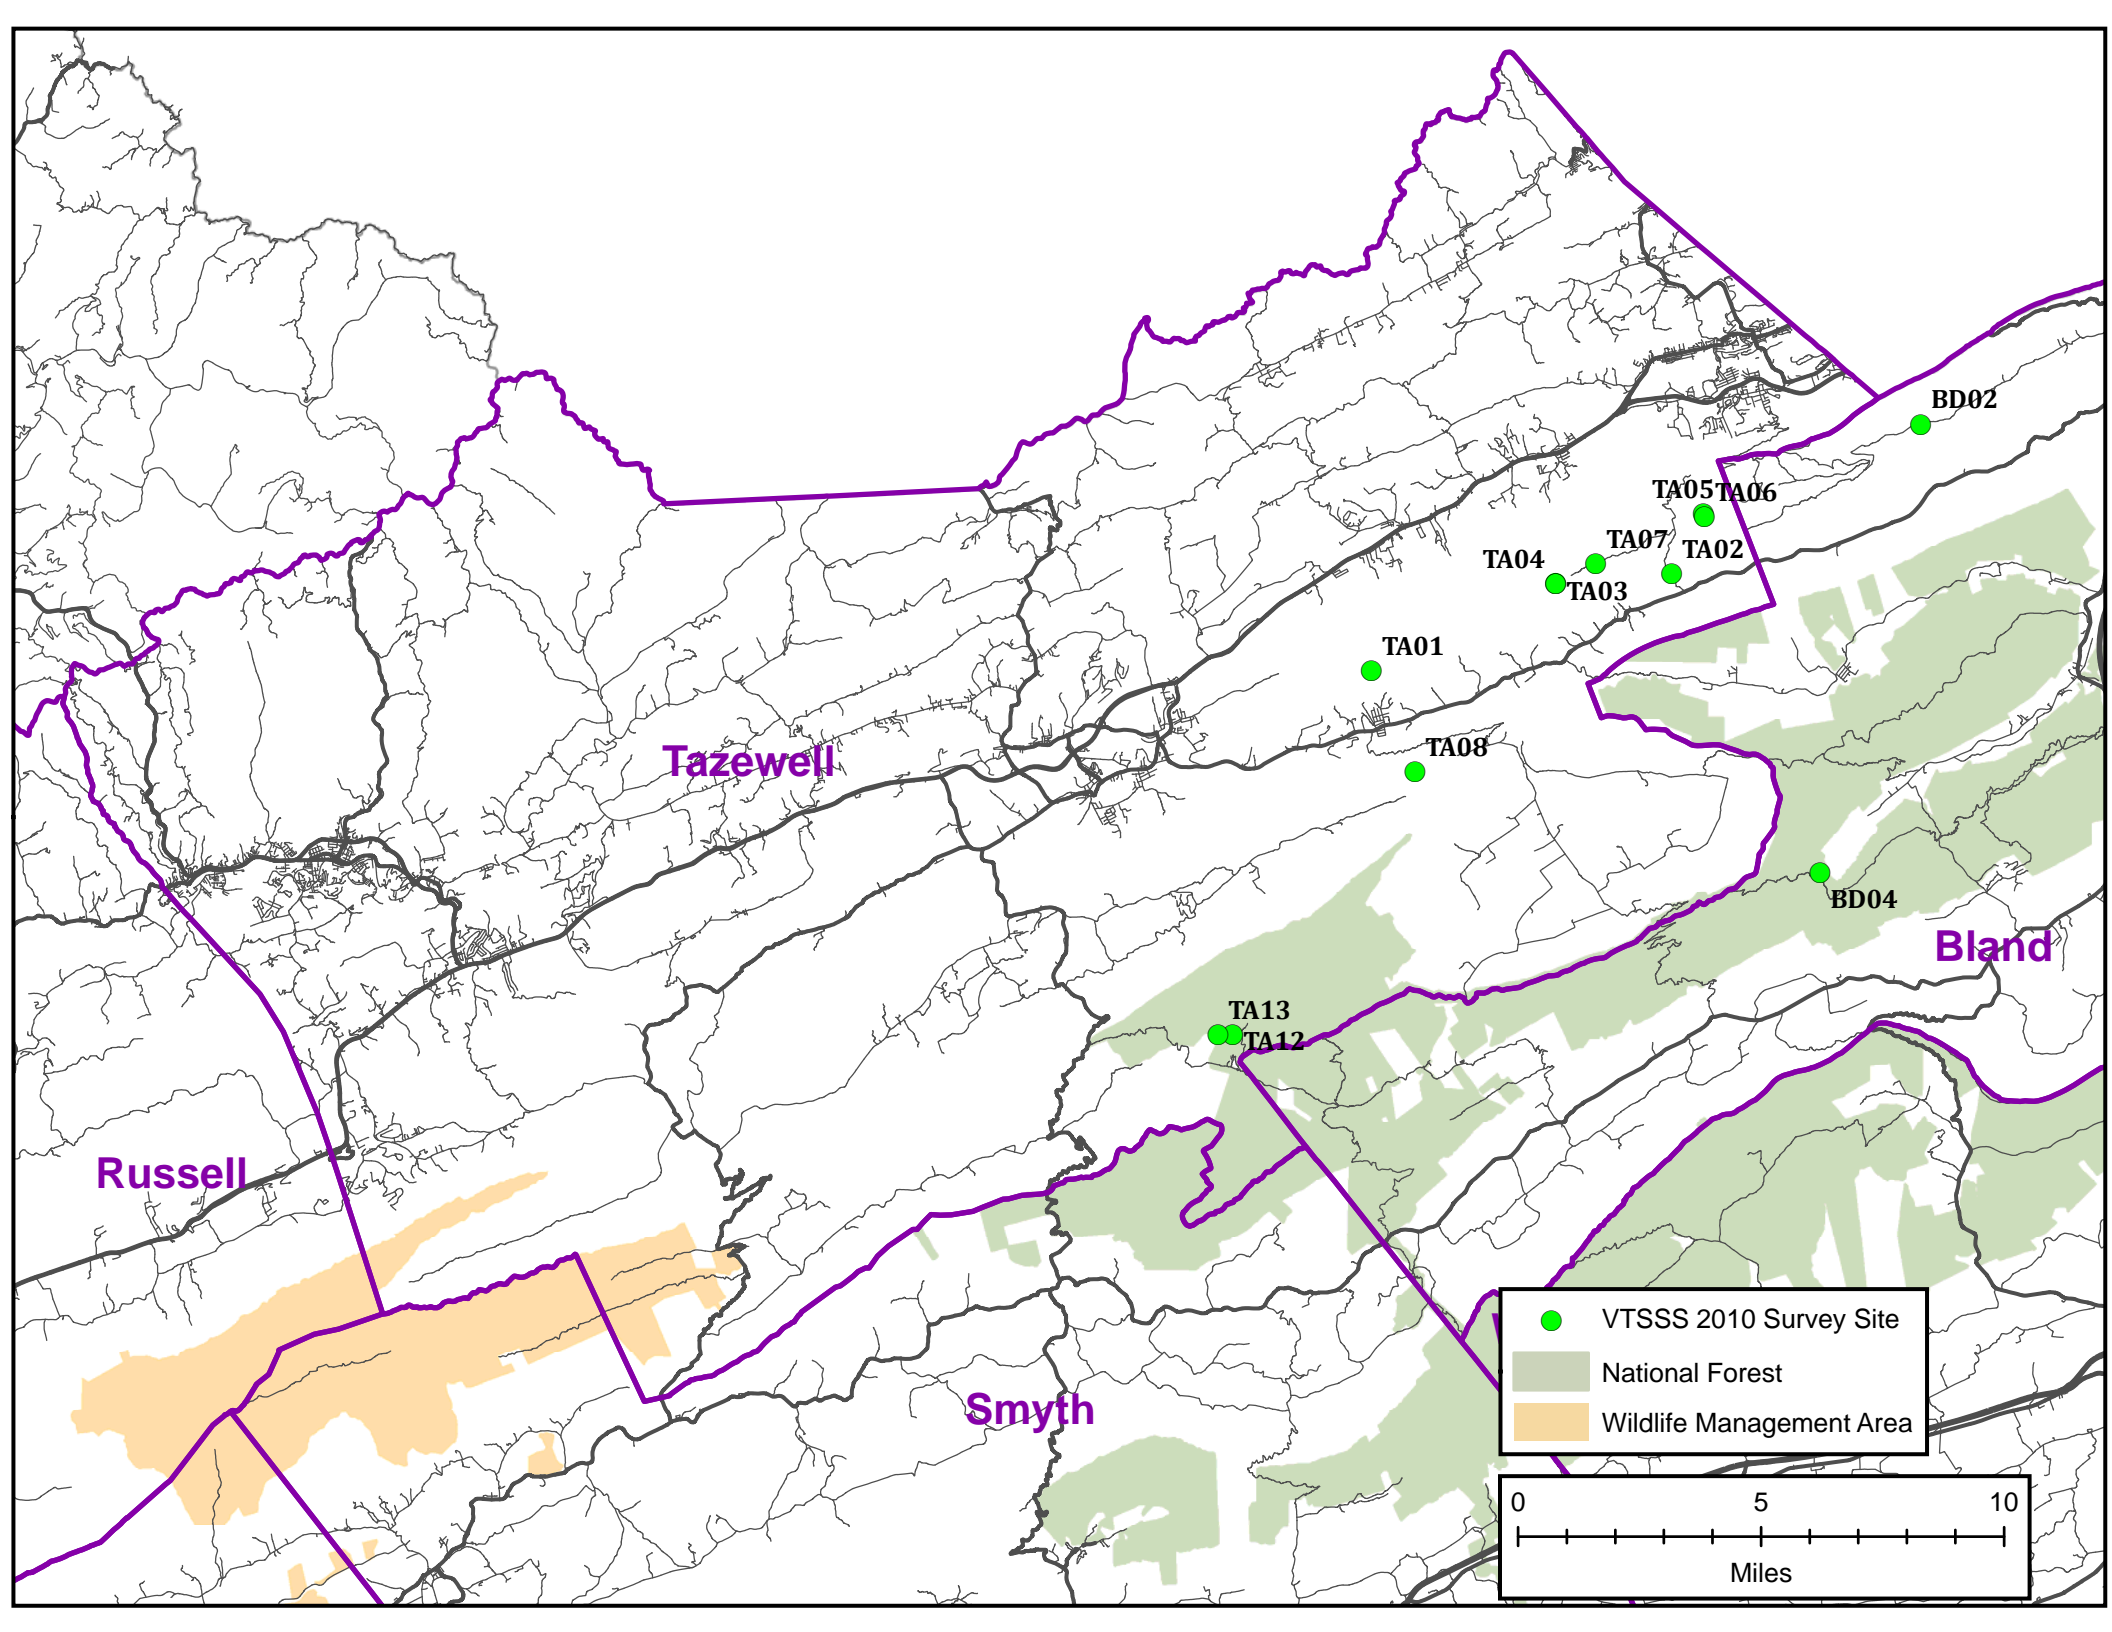 BD02
TA05
TA06
TA07
TA02
TA04
TA03
TA01
TA08
Tazewell
BD04
Bland
TA13
TA12
Russell
Smyth
VTSSS 2010 Survey Site
National Forest
Wildlife Management Area
0 5 10
Miles